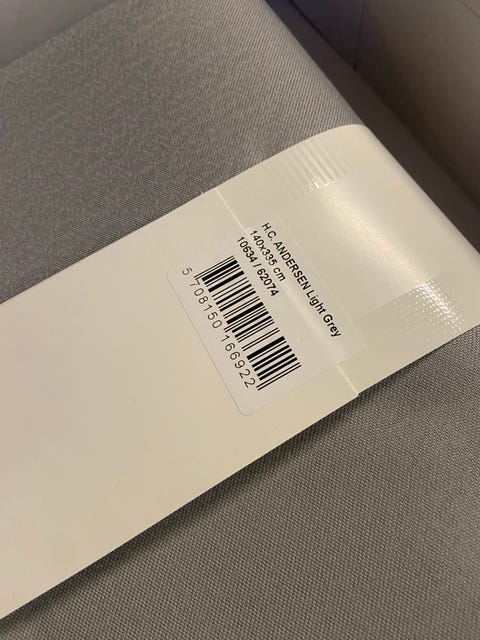 H.C. ANDERSEN Light Grey
140x335 cm
10634 / 62074
5 708150 166922